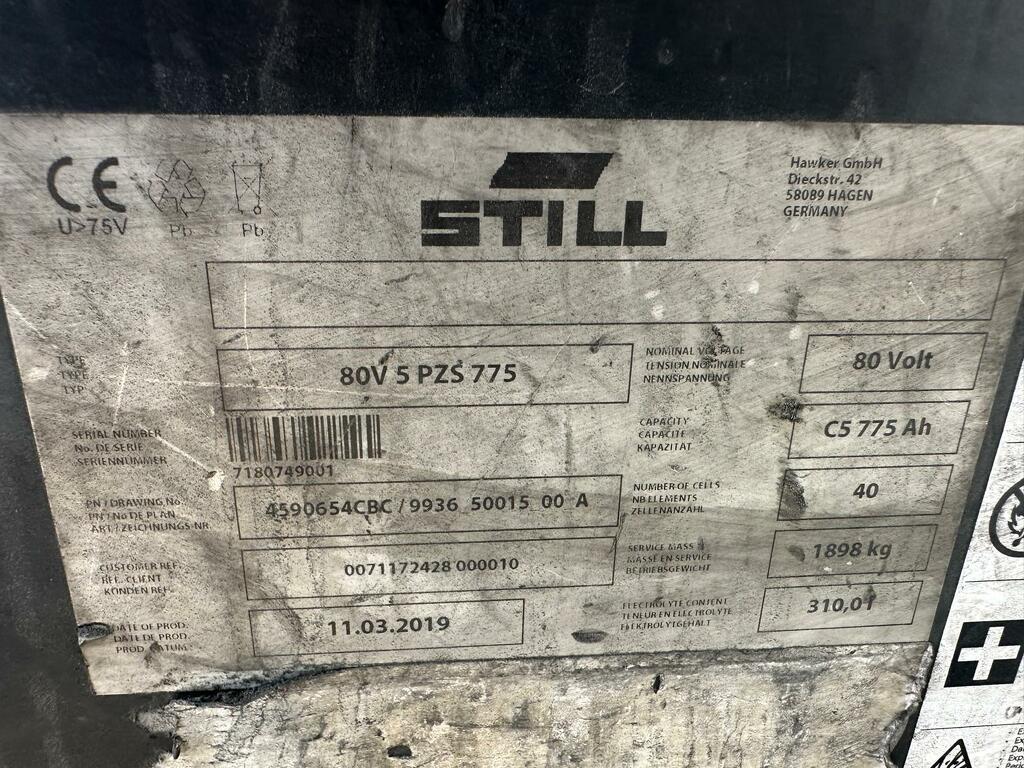 CE
U>75V
Pb
Pb
STILL
Hawker GmbH
Dieckstr. 42
58089 HAGEN
GERMANY
TYPE
TYPE
TYP
80V 5 PZS 775
NOMINAL VOLTAGE
TENSION NOMINALE
NENNSPANNUNG
80 Volt
SERIAL NUMBER
No. DE SERIE
SERIENNUMMER
7180749001
CAPACITY
CAPACITE
KAPAZITAT
C5 775 Ah
PN / DRAWING No.
PN / No DE PLAN
ART / ZEICHNUNGS-NR.
4590654CBC / 9936 50015 00 A
NUMBER OF CELLS
NB ELEMENTS
ZELLENANZAHL
40
CUSTOMER REF.
REF. CLIENT
KUNDEN REF.
0071172428 000010
SERVICE MASS
MASSE EN SERVICE
BETRIEBSGEWICHT
1898 kg
DATE OF PROD.
DATE DE PROD.
PROD. DATUM
11.03.2019
ELECTROLYTE CONTENT
TENEUR EN ELECTROLYTE
ELEKTROLYTGEHALT
310,0 l